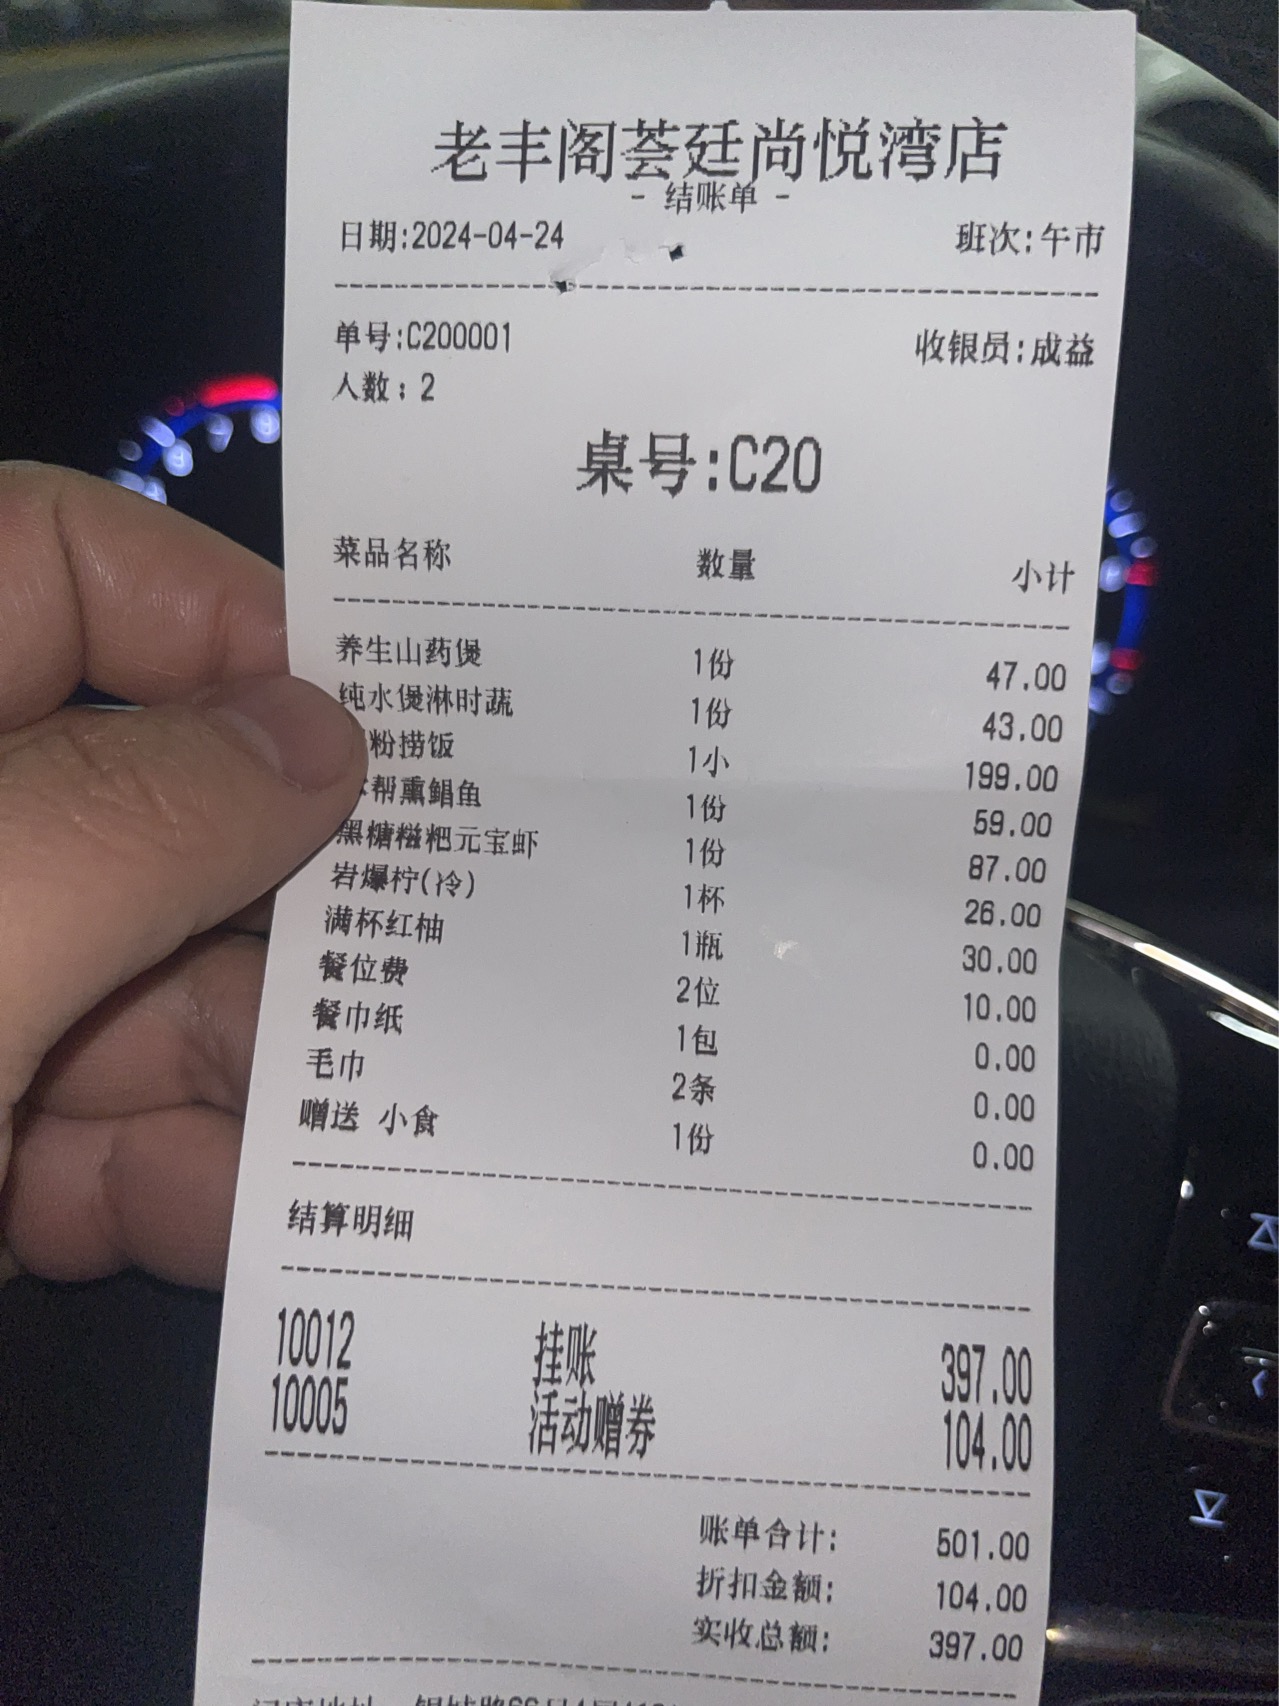 老丰阁荟廷尚悦湾店
- 结账单 -
日期:2024-04-24 班次:午市
单号:C200001 收银员:成益
人数：2
桌号:C20
菜品名称 数量 小计
养生山药煲 1份 47.00
纯水煲淋时蔬 1份 43.00
粉捞饭 1小 199.00
帮熏鲳鱼 1份 59.00
黑糖糍粑元宝虾 1份 87.00
岩爆柠(冷) 1杯 26.00
满杯红柚 1瓶 30.00
餐位费 2位 10.00
餐巾纸 1包 0.00
毛巾 2条 0.00
赠送 小食 1份 0.00
结算明细
10012 挂账 397.00
10005 活动赠券 104.00
账单合计: 501.00
折扣金额: 104.00
实收总额: 397.00